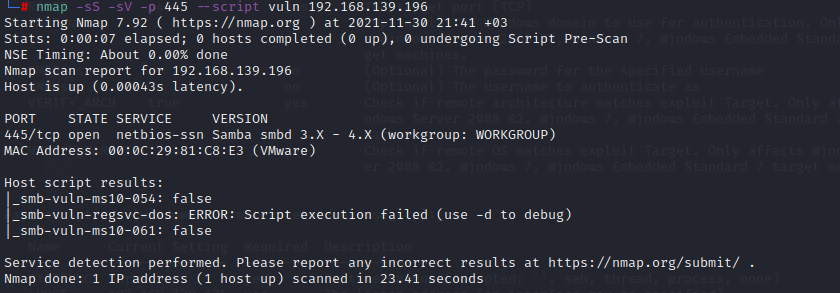 └─# nmap -sS -sV -p 445 --script vuln 192.168.139.196
Starting Nmap 7.92 ( https://nmap.org ) at 2021-11-30 21:41 +03
Stats: 0:00:07 elapsed; 0 hosts completed (0 up), 0 undergoing Script Pre-Scan
NSE Timing: About 0.00% done
Nmap scan report for 192.168.139.196
Host is up (0.00043s latency).
PORT STATE SERVICE VERSION
445/tcp open netbios-ssn Samba smbd 3.X - 4.X (workgroup: WORKGROUP)
MAC Address: 00:0C:29:81:C8:E3 (VMware)
Host script results:
|_smb-vuln-ms10-054: false
|_smb-vuln-regsvc-dos: ERROR: Script execution failed (use -d to debug)
|_smb-vuln-ms10-061: false
Service detection performed. Please report any incorrect results at https://nmap.org/submit/ .
Nmap done: 1 IP address (1 host up) scanned in 23.41 seconds